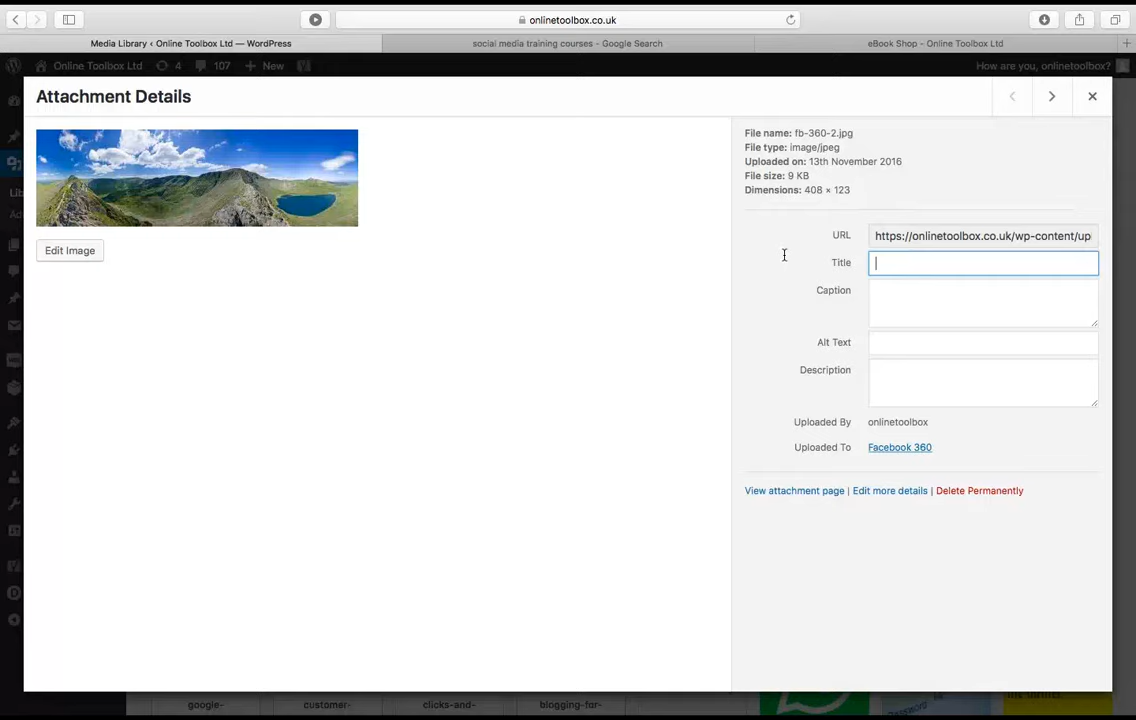 onlinetoolbox.co.uk
Media Library ‹ Online Toolbox Ltd — WordPress
social media training courses - Google Search
eBook Shop - Online Toolbox Ltd
Online Toolbox Ltd
4
107
New
How are you, onlinetoolbox?
Attachment Details
Edit Image
File name: fb-360-2.jpg
File type: image/jpeg
Uploaded on: 13th November 2016
File size: 9 KB
Dimensions: 408 × 123
URL
https://onlinetoolbox.co.uk/wp-content/up
Title
Caption
Alt Text
Description
Uploaded By onlinetoolbox
Uploaded To Facebook 360
View attachment page | Edit more details | Delete Permanently
Lib
google-
customer-
clicks-and-
blogging-for-